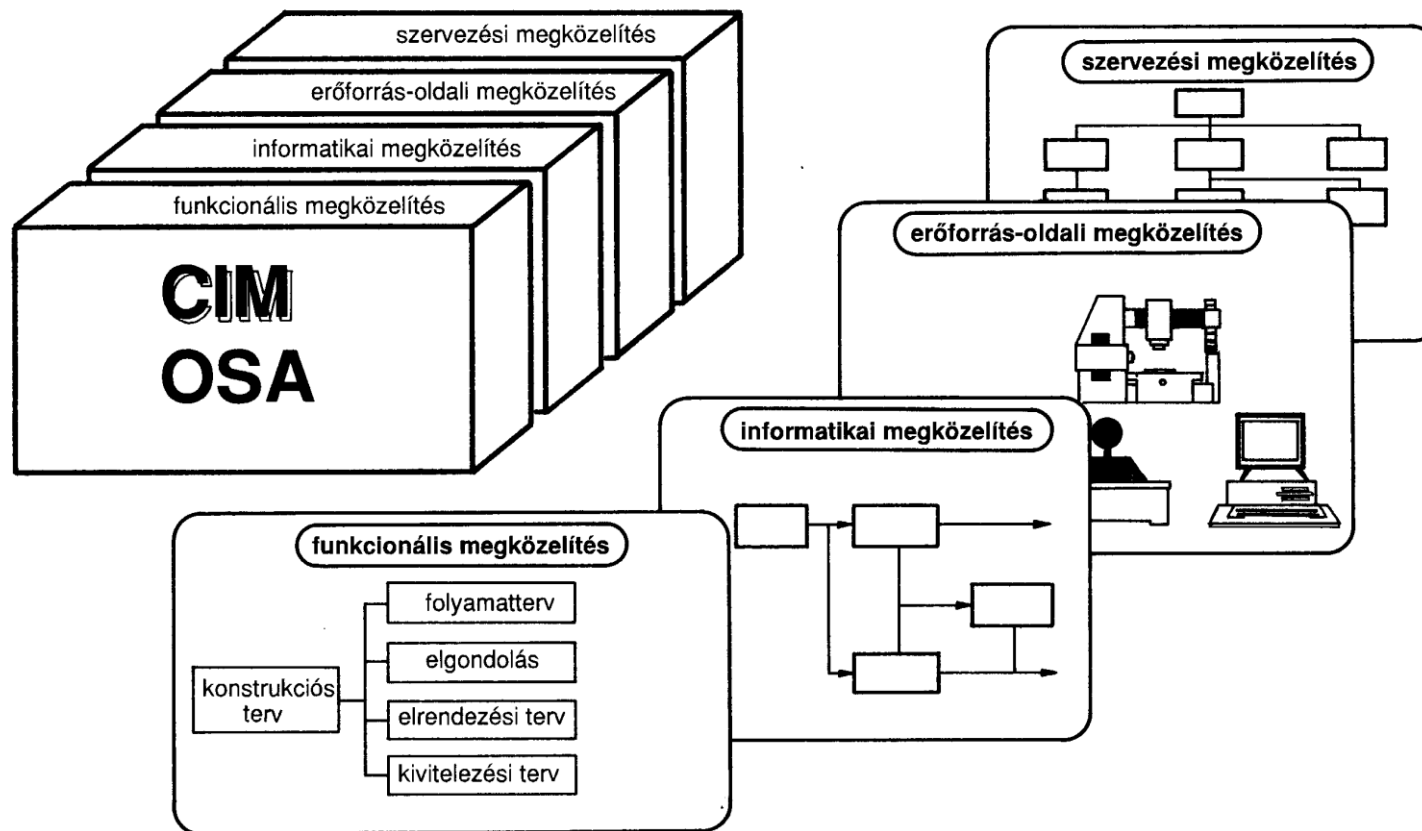 szervezési megközelítés
erőforrás-oldali megközelítés
informatikai megközelítés
funkcionális megközelítés
CIM
OSA
szervezési megközelítés
erőforrás-oldali megközelítés
informatikai megközelítés
funkcionális megközelítés
konstrukciós
terv
folyamatterv
elgondolás
elrendezési terv
kivitelezési terv